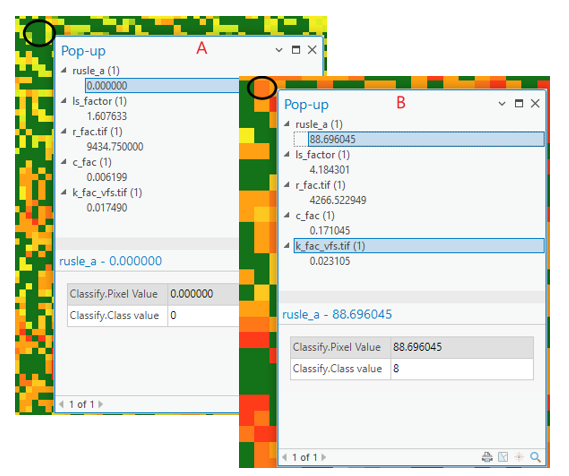 Pop-up A
rusle_a (1)
0.000000
ls_factor (1)
1.607633
r_fac.tif (1)
9434.750000
c_fac (1)
0.006199
k_fac_vfs.tif (1)
0.017490
rusle_a - 0.000000
Classify.Pixel Value 0.000000
Classify.Class value 0
1 of 1
Pop-up B
rusle_a (1)
88.696045
ls_factor (1)
4.184301
r_fac.tif (1)
4266.522949
c_fac (1)
0.171045
k_fac_vfs.tif (1)
0.023105
rusle_a - 88.696045
Classify.Pixel Value 88.696045
Classify.Class value 8
1 of 1